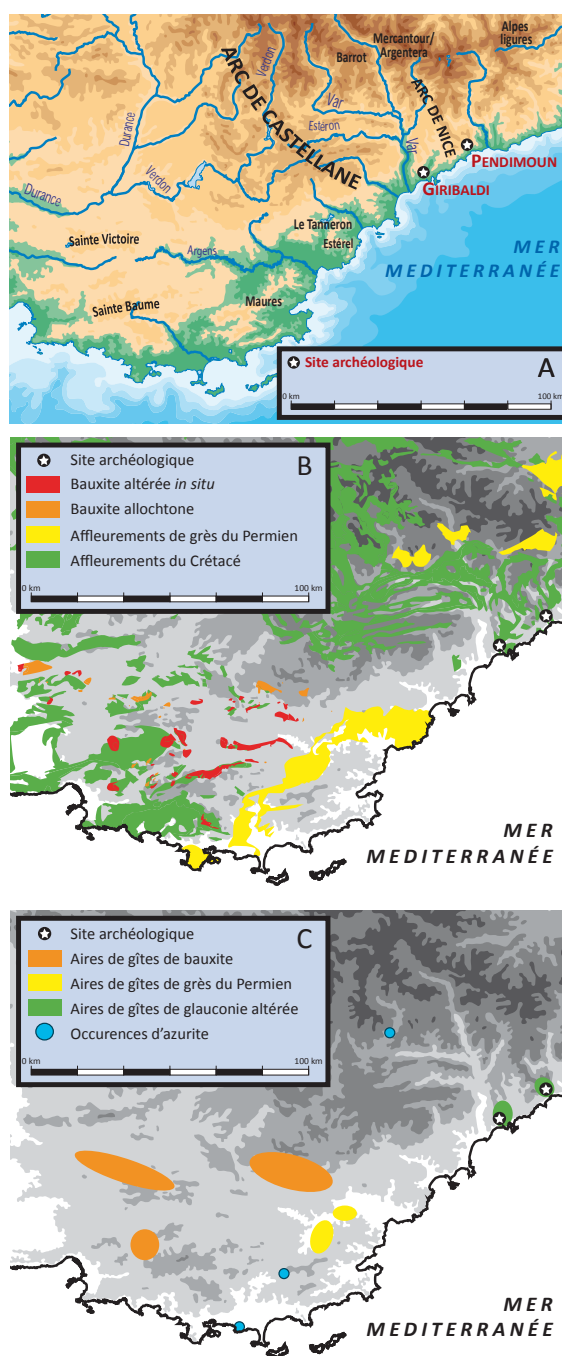 Mercantour/
Argentera
Alpes
ligures
Barrot
ARC DE CASTELLANE
Verdon
ARC DE NICE
Var
Durance
Estéron
Var
PENDIMOUN
Verdon
GIRIBALDI
Durance
Le Tanneron
Estérel
Sainte Victoire
Argens
MER
MEDITERRANÉE
Sainte Baume
Maures
Site archéologique
A
0 km
100 km
B
Site archéologique
Bauxite altérée in situ
Bauxite allochtone
Affleurements de grès du Permien
Affleurements du Crétacé
0 km
100 km
MER
MEDITERRANÉE
C
Site archéologique
Aires de gîtes de bauxite
Aires de gîtes de grès du Permien
Aires de gîtes de glauconie altérée
Occurences d'azurite
0 km
100 km
MER
MEDITERRANÉE